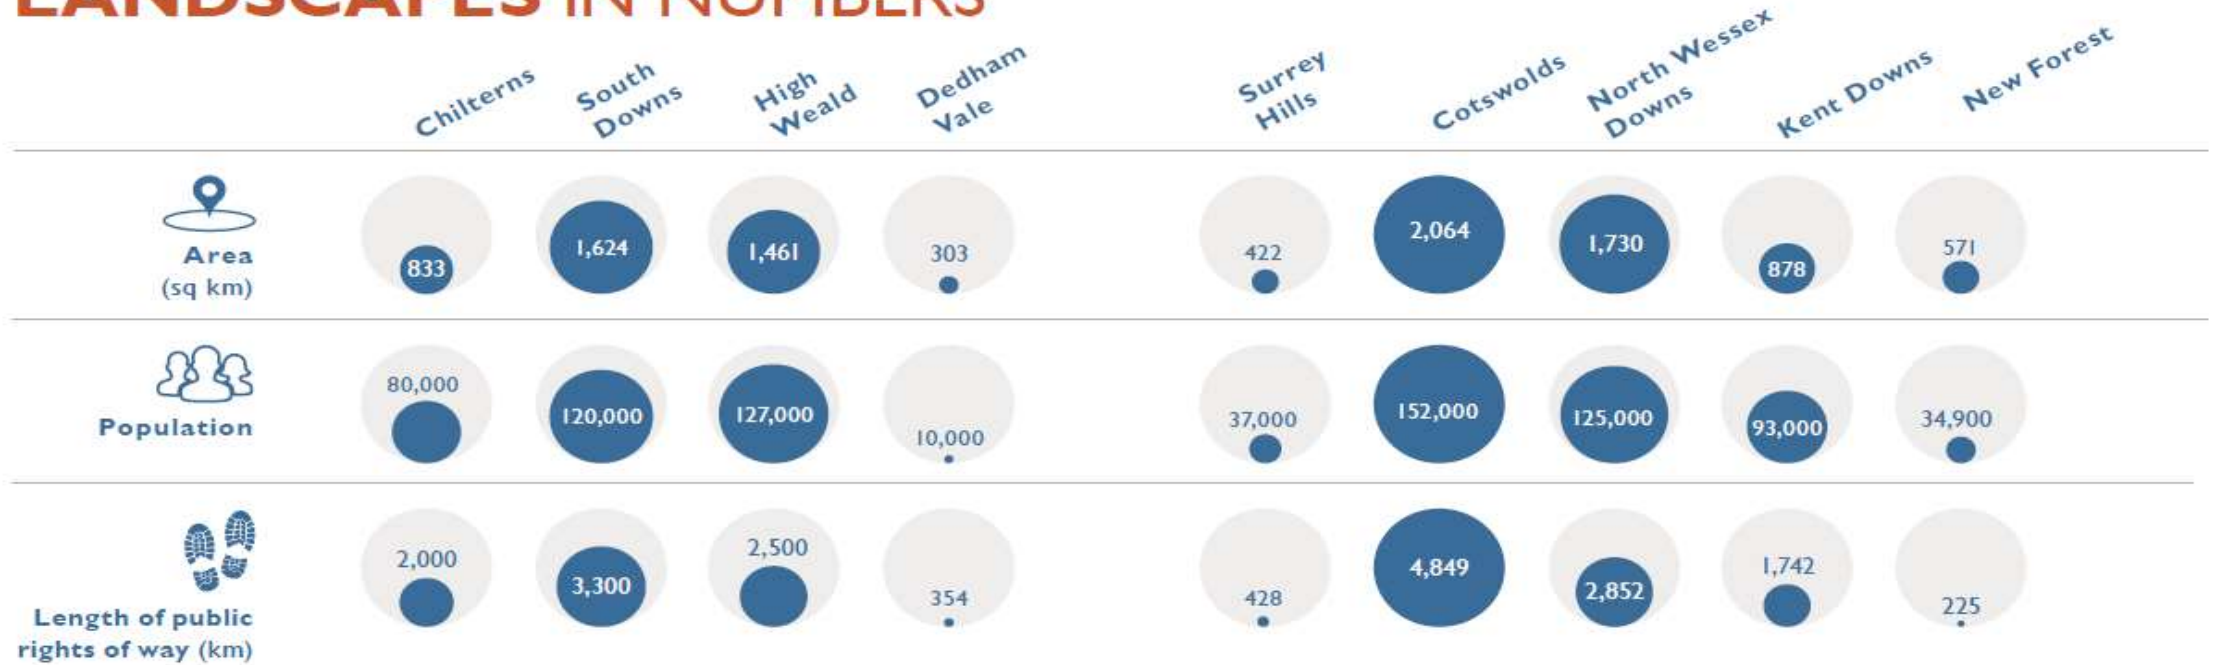 LANDSCAPES IN NUMBERS
Chilterns
South
Downs
High
Weald
Dedham
Vale
Surrey
Hills
Cotswolds
North Wessex
Downs
Kent Downs
New Forest
Area
(sq km)
833
1,624
1,461
303
422
2,064
1,730
878
571
Population
80,000
120,000
127,000
10,000
37,000
152,000
125,000
93,000
34,900
Length of public
rights of way (km)
2,000
3,300
2,500
354
428
4,849
2,852
1,742
225